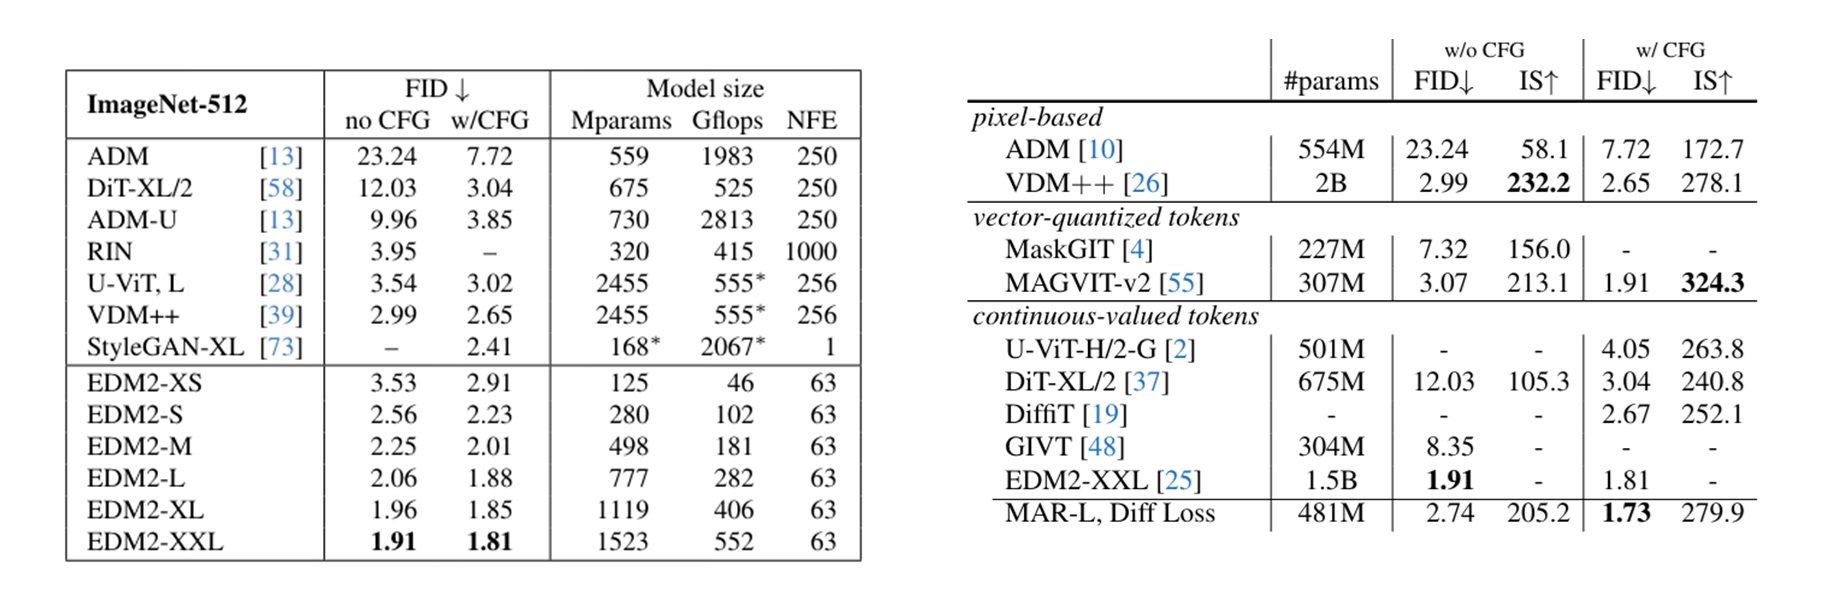 ImageNet-512 FID ↓ Model size
no CFG w/CFG Mparams Gflops NFE
ADM [13] 23.24 7.72 559 1983 250
DiT-XL/2 [58] 12.03 3.04 675 525 250
ADM-U [13] 9.96 3.85 730 2813 250
RIN [31] 3.95 – 320 415 1000
U-ViT, L [28] 3.54 3.02 2455 555* 256
VDM++ [39] 2.99 2.65 2455 555* 256
StyleGAN-XL [73] – 2.41 168* 2067* 1
EDM2-XS 3.53 2.91 125 46 63
EDM2-S 2.56 2.23 280 102 63
EDM2-M 2.25 2.01 498 181 63
EDM2-L 2.06 1.88 777 282 63
EDM2-XL 1.96 1.85 1119 406 63
EDM2-XXL 1.91 1.81 1523 552 63
w/o CFG w/ CFG
#params FID↓ IS↑ FID↓ IS↑
pixel-based
ADM [10] 554M 23.24 58.1 7.72 172.7
VDM++ [26] 2B 2.99 232.2 2.65 278.1
vector-quantized tokens
MaskGIT [4] 227M 7.32 156.0 - -
MAGVIT-v2 [55] 307M 3.07 213.1 1.91 324.3
continuous-valued tokens
U-ViT-H/2-G [2] 501M - - 4.05 263.8
DiT-XL/2 [37] 675M 12.03 105.3 3.04 240.8
DiffiT [19] - - - 2.67 252.1
GIVT [48] 304M 8.35 - - -
EDM2-XXL [25] 1.5B 1.91 - 1.81 -
MAR-L, Diff Loss 481M 2.74 205.2 1.73 279.9